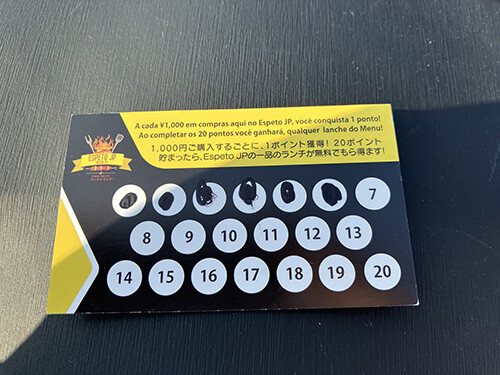 A cada ¥1,000 em compras aqui no Espeto JP, você conquista 1 ponto!
Ao completar os 20 pontos você ganhará, qualquer lanche do Menu!
1,000円ご購入することに、1ポイント獲得! 20ポイント
貯まったら、Espeto JPの一品のランチが無料でもら得ます!
ESPETO JP
7
8 9 10 11 12 13
14 15 16 17 18 19 20